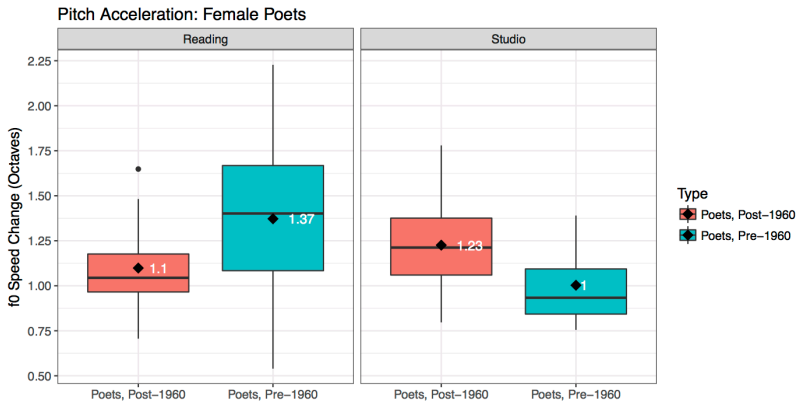 Pitch Acceleration: Female Poets
Reading
Studio
f0 Speed Change (Octaves)
2.25
2.00
1.75
1.50
1.25
1.00
0.75
0.50
1.1
1.37
1.23
1
Poets, Post−1960
Poets, Pre−1960
Poets, Post−1960
Poets, Pre−1960
Type
Poets, Post−1960
Poets, Pre−1960